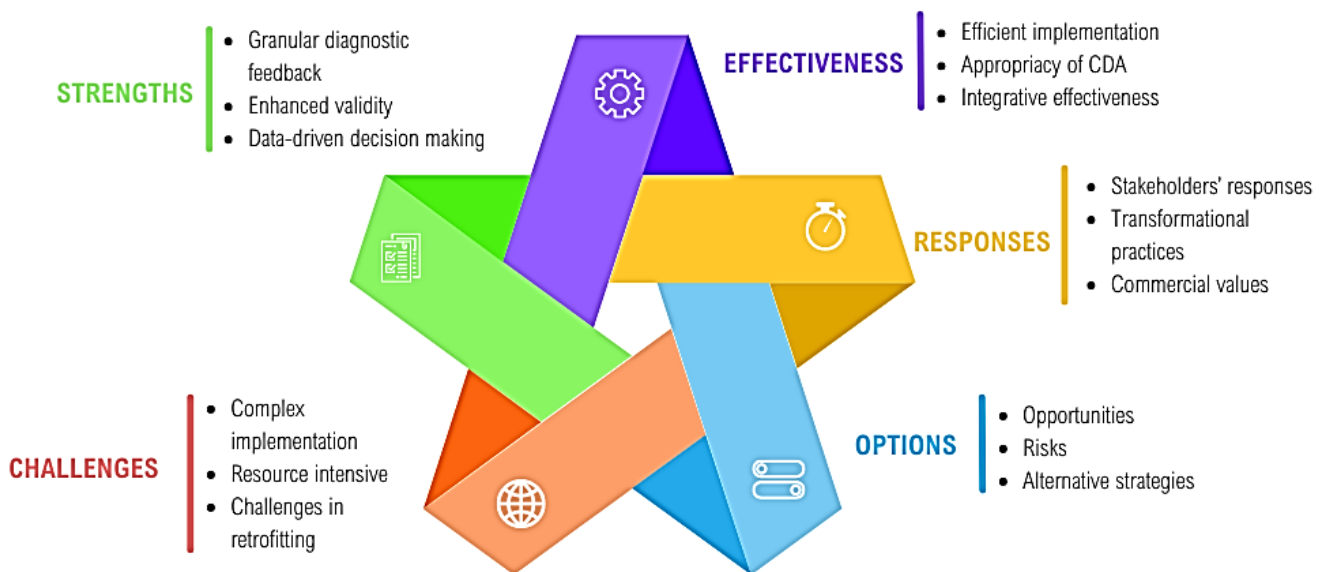 STRENGTHS
• Granular diagnostic
feedback
• Enhanced validity
• Data-driven decision making
EFFECTIVENESS
• Efficient implementation
• Appropriacy of CDA
• Integrative effectiveness
RESPONSES
• Stakeholders' responses
• Transformational
practices
• Commercial values
CHALLENGES
• Complex
implementation
• Resource intensive
• Challenges in
retrofitting
OPTIONS
• Opportunities
• Risks
• Alternative strategies